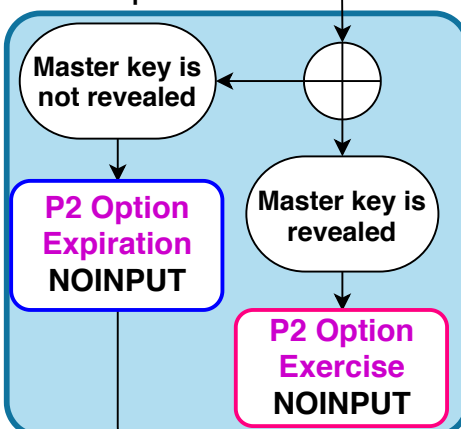 Master key is
not revealed
P2 Option
Expiration
NOINPUT
Master key is
revealed
P2 Option
Exercise
NOINPUT